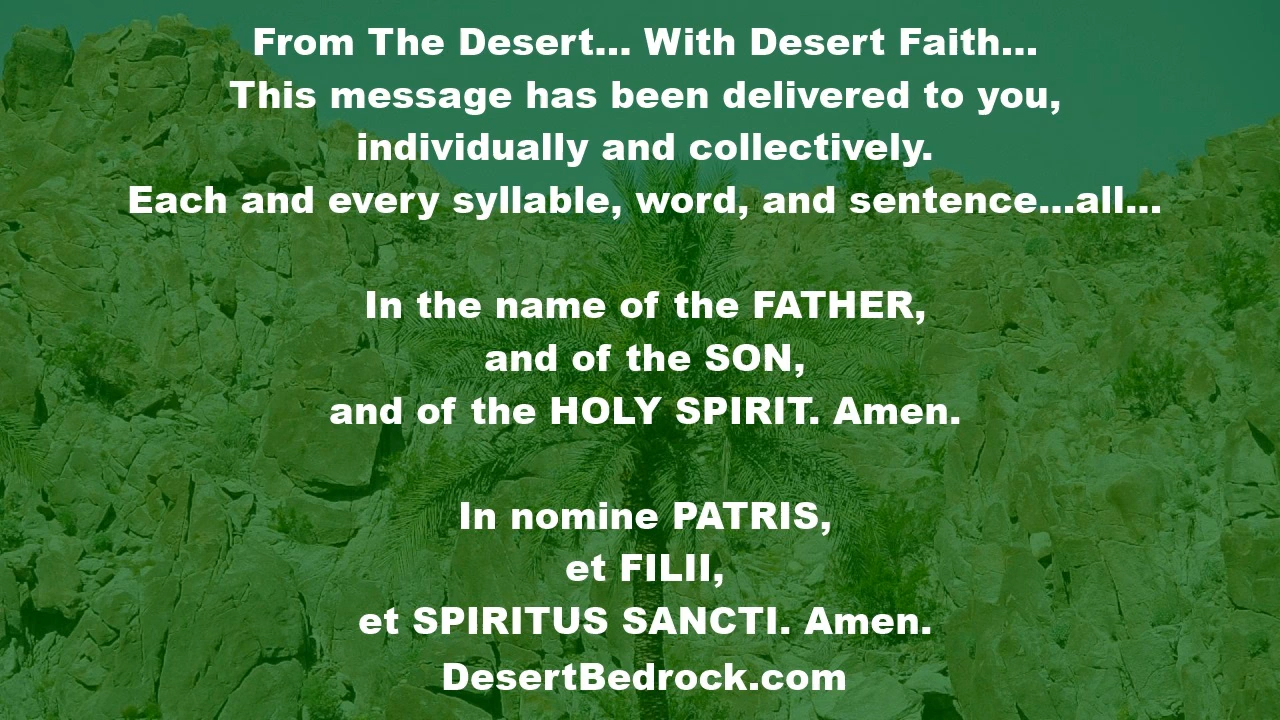 From The Desert... With Desert Faith...
This message has been delivered to you,
individually and collectively.
Each and every syllable, word, and sentence...all...
In the name of the FATHER,
and of the SON,
and of the HOLY SPIRIT. Amen.
In nomine PATRIS,
et FILII,
et SPIRITUS SANCTI. Amen.
DesertBedrock.com